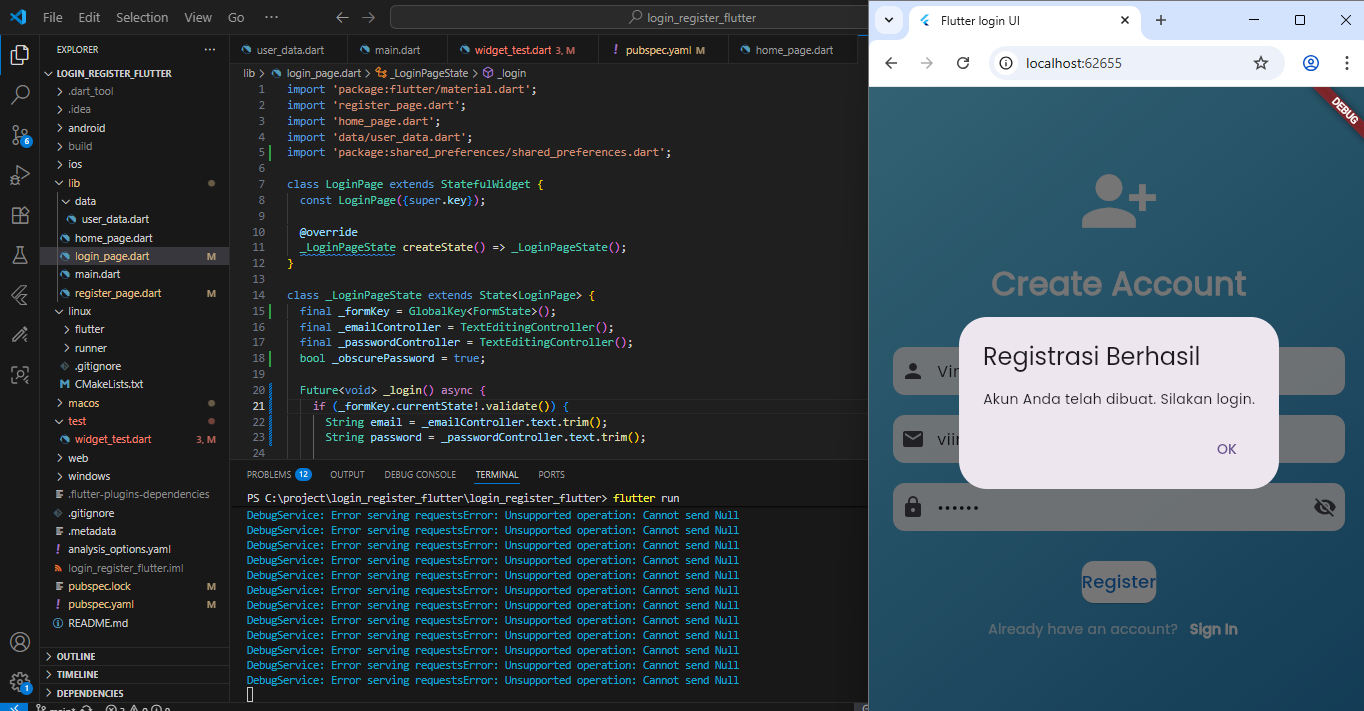 File Edit Selection View Go ···
login_register_flutter
EXPLORER
LOGIN_REGISTER_FLUTTER
.dart_tool
.idea
android
build
ios
lib
data
user_data.dart
home_page.dart
login_page.dart M
main.dart
register_page.dart M
linux
flutter
runner
.gitignore
CMakeLists.txt
macos
test
widget_test.dart 3, M
web
windows
.flutter-plugins-dependencies
.gitignore
.metadata
analysis_options.yaml
login_register_flutter.iml
pubspec.lock M
pubspec.yaml M
README.md
OUTLINE
TIMELINE
DEPENDENCIES
6
1
user_data.dart main.dart widget_test.dart 3, M pubspec.yaml M home_page.dart
lib > login_page.dart > _LoginPageState > _login
1 import 'package:flutter/material.dart';
2 import 'register_page.dart';
3 import 'home_page.dart';
4 import 'data/user_data.dart';
5 import 'package:shared_preferences/shared_preferences.dart';
6
7 class LoginPage extends StatefulWidget {
8 const LoginPage({super.key});
9
10 @override
11 _LoginPageState createState() => _LoginPageState();
12 }
13
14 class _LoginPageState extends State<LoginPage> {
15 final _formKey = GlobalKey<FormState>();
16 final _emailController = TextEditingController();
17 final _passwordController = TextEditingController();
18 bool _obscurePassword = true;
19
20 Future<void> _login() async {
21 if (_formKey.currentState!.validate()) {
22 String email = _emailController.text.trim();
23 String password = _passwordController.text.trim();
24
PROBLEMS 12 OUTPUT DEBUG CONSOLE TERMINAL PORTS
PS C:\project\login_register_flutter\login_register_flutter> flutter run
DebugService: Error serving requestsError: Unsupported operation: Cannot send Null
DebugService: Error serving requestsError: Unsupported operation: Cannot send Null
DebugService: Error serving requestsError: Unsupported operation: Cannot send Null
DebugService: Error serving requestsError: Unsupported operation: Cannot send Null
DebugService: Error serving requestsError: Unsupported operation: Cannot send Null
DebugService: Error serving requestsError: Unsupported operation: Cannot send Null
DebugService: Error serving requestsError: Unsupported operation: Cannot send Null
DebugService: Error serving requestsError: Unsupported operation: Cannot send Null
DebugService: Error serving requestsError: Unsupported operation: Cannot send Null
DebugService: Error serving requestsError: Unsupported operation: Cannot send Null
DebugService: Error serving requestsError: Unsupported operation: Cannot send Null
DebugService: Error serving requestsError: Unsupported operation: Cannot send Null
Flutter login UI
localhost:62655
DEBUG
Create Account
Registrasi Berhasil
Akun Anda telah dibuat. Silakan login.
OK
••••••
Register
Already have an account? Sign In